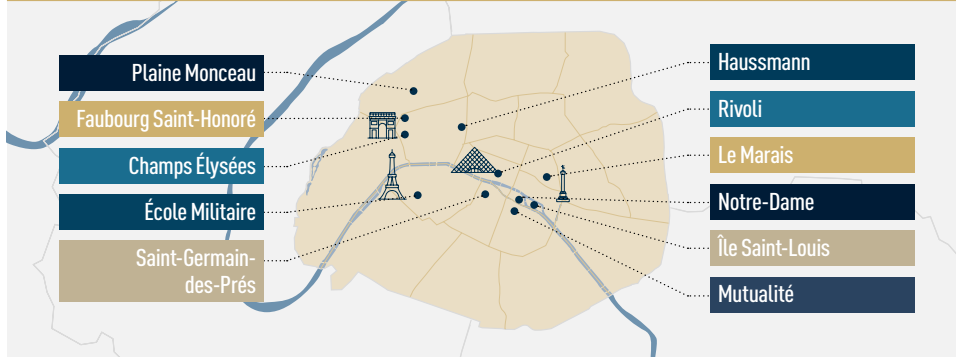 Plaine Monceau
Faubourg Saint-Honoré
Champs Élysées
École Militaire
Saint-Germain-
des-Prés
Haussmann
Rivoli
Le Marais
Notre-Dame
Île Saint-Louis
Mutualité